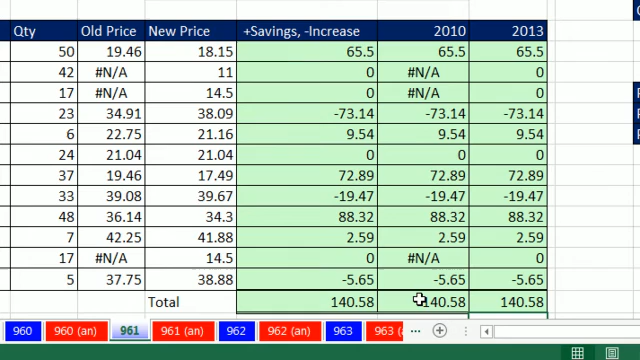 Qty Old Price New Price +Savings, -Increase 2010 2013
50 19.46 18.15 65.5 65.5 65.5
42 #N/A 11 0 #N/A 0
17 #N/A 14.5 0 #N/A 0
23 34.91 38.09 -73.14 -73.14 -73.14
6 22.75 21.16 9.54 9.54 9.54
24 21.04 21.04 0 0 0
37 19.46 17.49 72.89 72.89 72.89
33 39.08 39.67 -19.47 -19.47 -19.47
48 36.14 34.3 88.32 88.32 88.32
7 42.25 41.88 2.59 2.59 2.59
17 #N/A 14.5 0 #N/A 0
5 37.75 38.88 -5.65 -5.65 -5.65
Total 140.58 140.58 140.58
960 960 (an) 961 961 (an) 962 962 (an) 963 963 (a ...